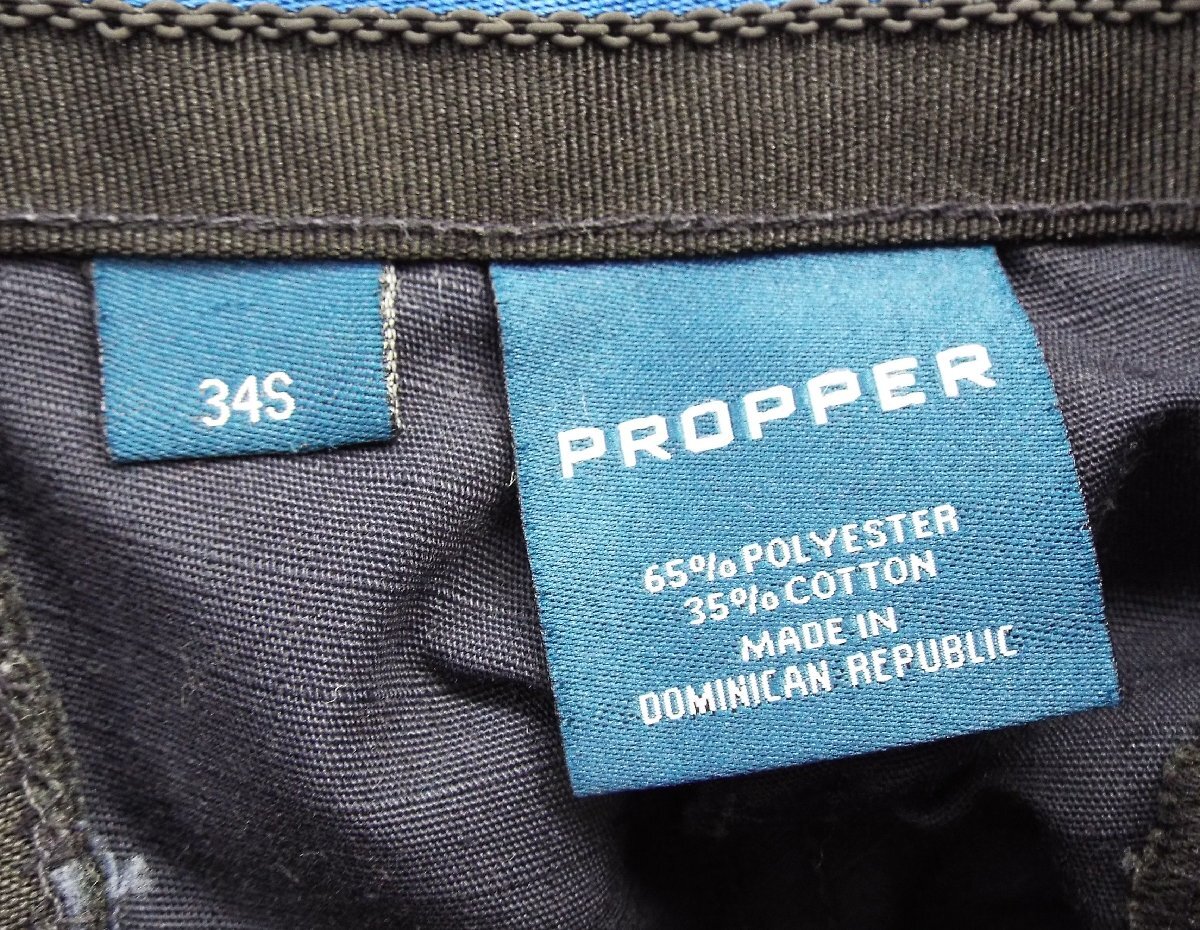 34S
PROPPER
65% POLYESTER
35% COTTON
MADE IN
DOMINICAN REPUBLIC